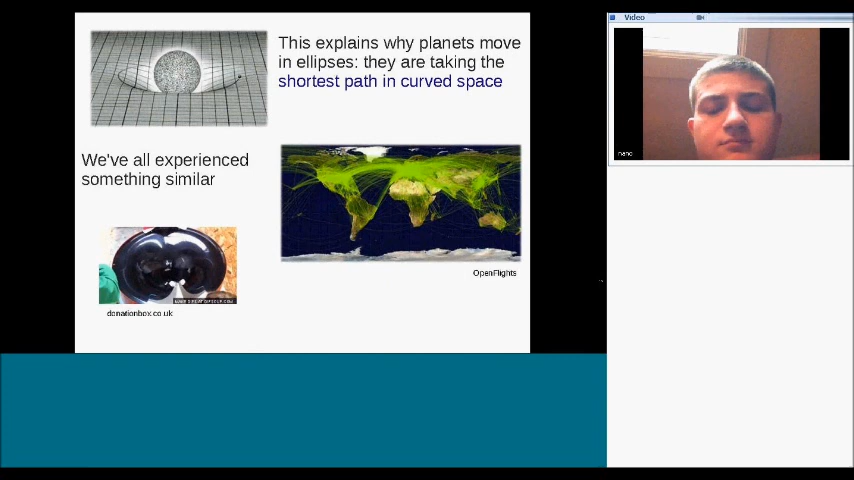 This explains why planets move
in ellipses: they are taking the
shortest path in curved space
We've all experienced
something similar
OpenFlights
donationbox.co.uk
Video
nano